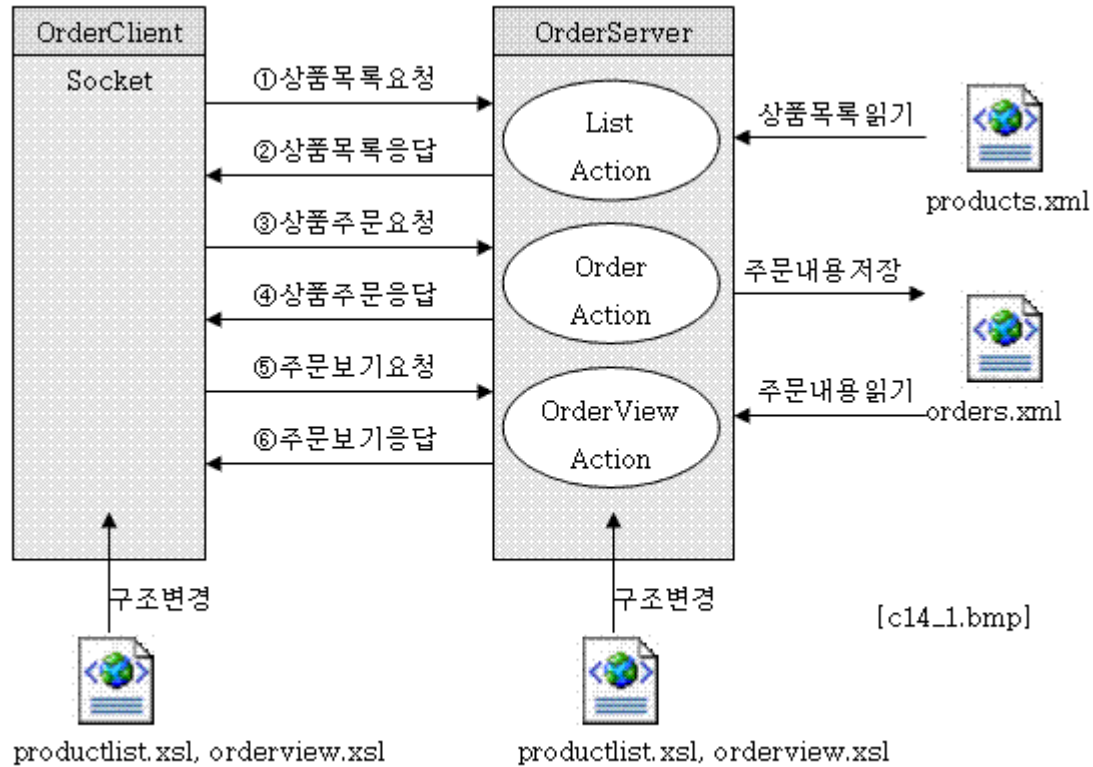 OrderClient
Socket
OrderServer
①상품목록요청
②상품목록응답
③상품주문요청
④상품주문응답
⑤주문보기요청
⑥주문보기응답
List
Action
Order
Action
OrderView
Action
상품목록읽기
products.xml
주문내용저장
주문내용읽기
orders.xml
구조변경
구조변경
[c14_1.bmp]
productlist.xsl, orderview.xsl
productlist.xsl, orderview.xsl